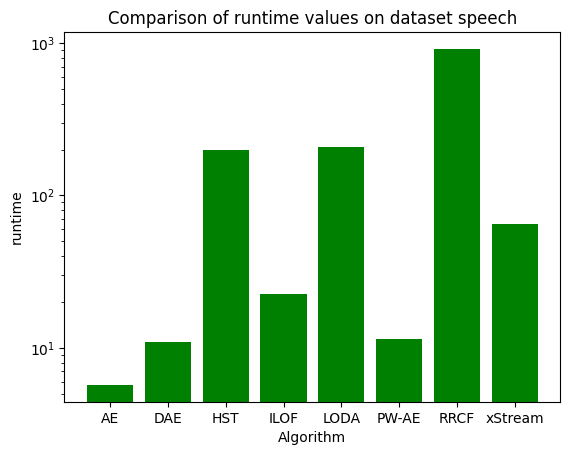 Comparison of runtime values on dataset speech
10³
10²
10¹
runtime
AE DAE HST ILOF LODA PW-AE RRCF xStream
Algorithm